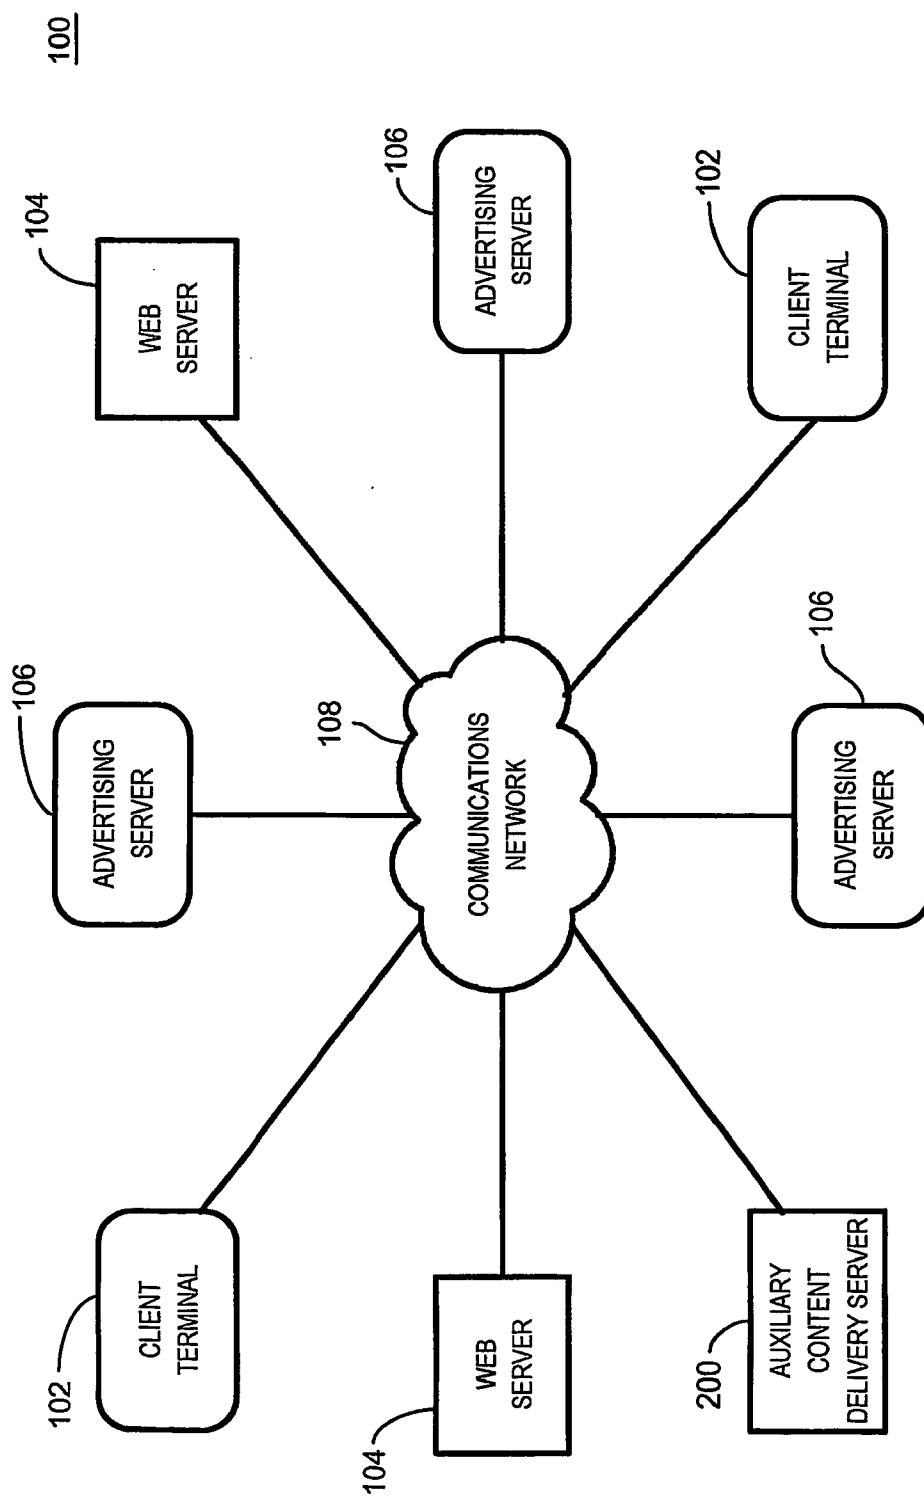 100
102
CLIENT
TERMINAL
106
ADVERTISING
SERVER
104
WEB
SERVER
104
WEB
SERVER
108
COMMUNICATIONS
NETWORK
106
ADVERTISING
SERVER
200
AUXILIARY
CONTENT
DELIVERY SERVER
106
ADVERTISING
SERVER
102
CLIENT
TERMINAL